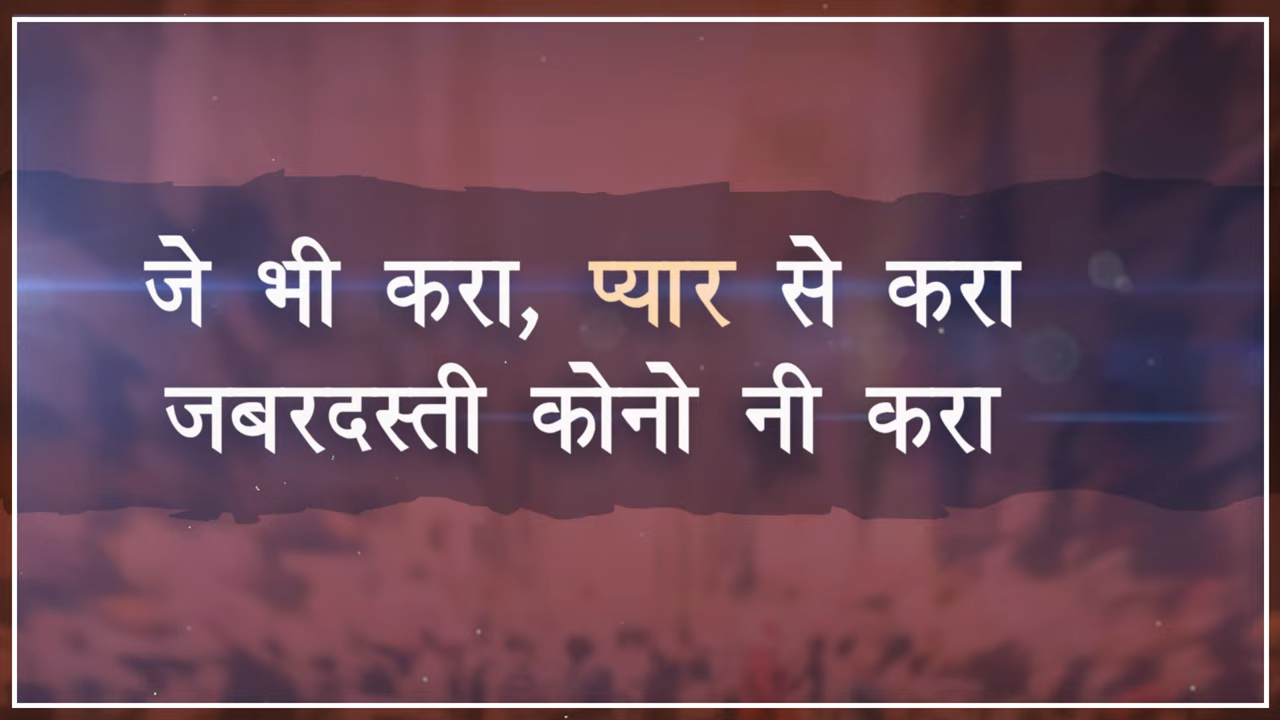 जे भी करा, प्यार से करा
जबरदस्ती कोनो नी करा